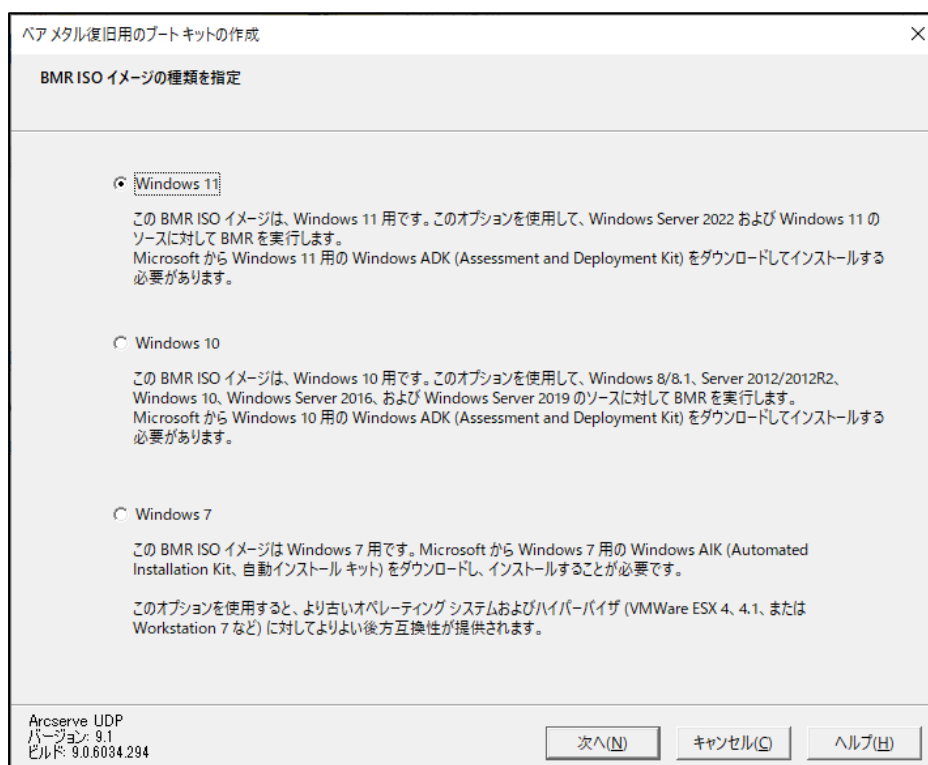 ベア メタル復旧用のブート キットの作成
BMR ISO イメージの種類を指定
Windows 11
この BMR ISO イメージは、Windows 11 用です。このオプションを使用して、Windows Server 2022 および Windows 11 の
ソースに対して BMR を実行します。
Microsoft から Windows 11 用の Windows ADK (Assessment and Deployment Kit) をダウンロードしてインストールする
必要があります。
Windows 10
この BMR ISO イメージは、Windows 10 用です。このオプションを使用して、Windows 8/8.1、Server 2012/2012R2、
Windows 10、Windows Server 2016、および Windows Server 2019 のソースに対して BMR を実行します。
Microsoft から Windows 10 用の Windows ADK (Assessment and Deployment Kit) をダウンロードしてインストールする
必要があります。
Windows 7
この BMR ISO イメージは Windows 7 用です。Microsoft から Windows 7 用の Windows AIK (Automated
Installation Kit、自動インストール キット) をダウンロードし、インストールすることが必要です。
このオプションを使用すると、より古いオペレーティング システムおよびハイパーバイザ (VMWare ESX 4、4.1、または
Workstation 7 など) に対してよりよい後方互換性が提供されます。
Arcserve UDP
バージョン: 9.1
ビルド: 9.0.6034.294
次へ(N)
キャンセル(C)
ヘルプ(H)